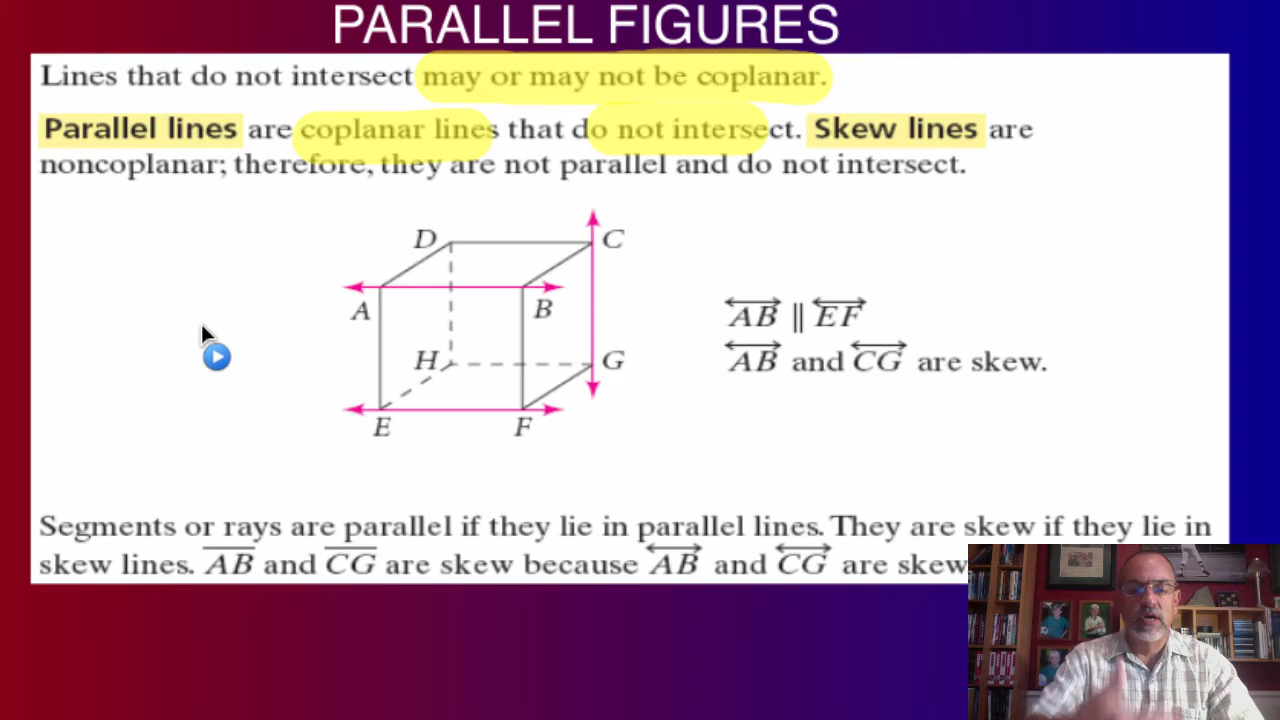 PARALLEL FIGURES
Lines that do not intersect may or may not be coplanar.
Parallel lines are coplanar lines that do not intersect. Skew lines are
noncoplanar; therefore, they are not parallel and do not intersect.
D C
A B
H G
E F
AB ∥ EF
AB and CG are skew.
Segments or rays are parallel if they lie in parallel lines. They are skew if they lie in
skew lines. AB and CG are skew because AB and CG are skew